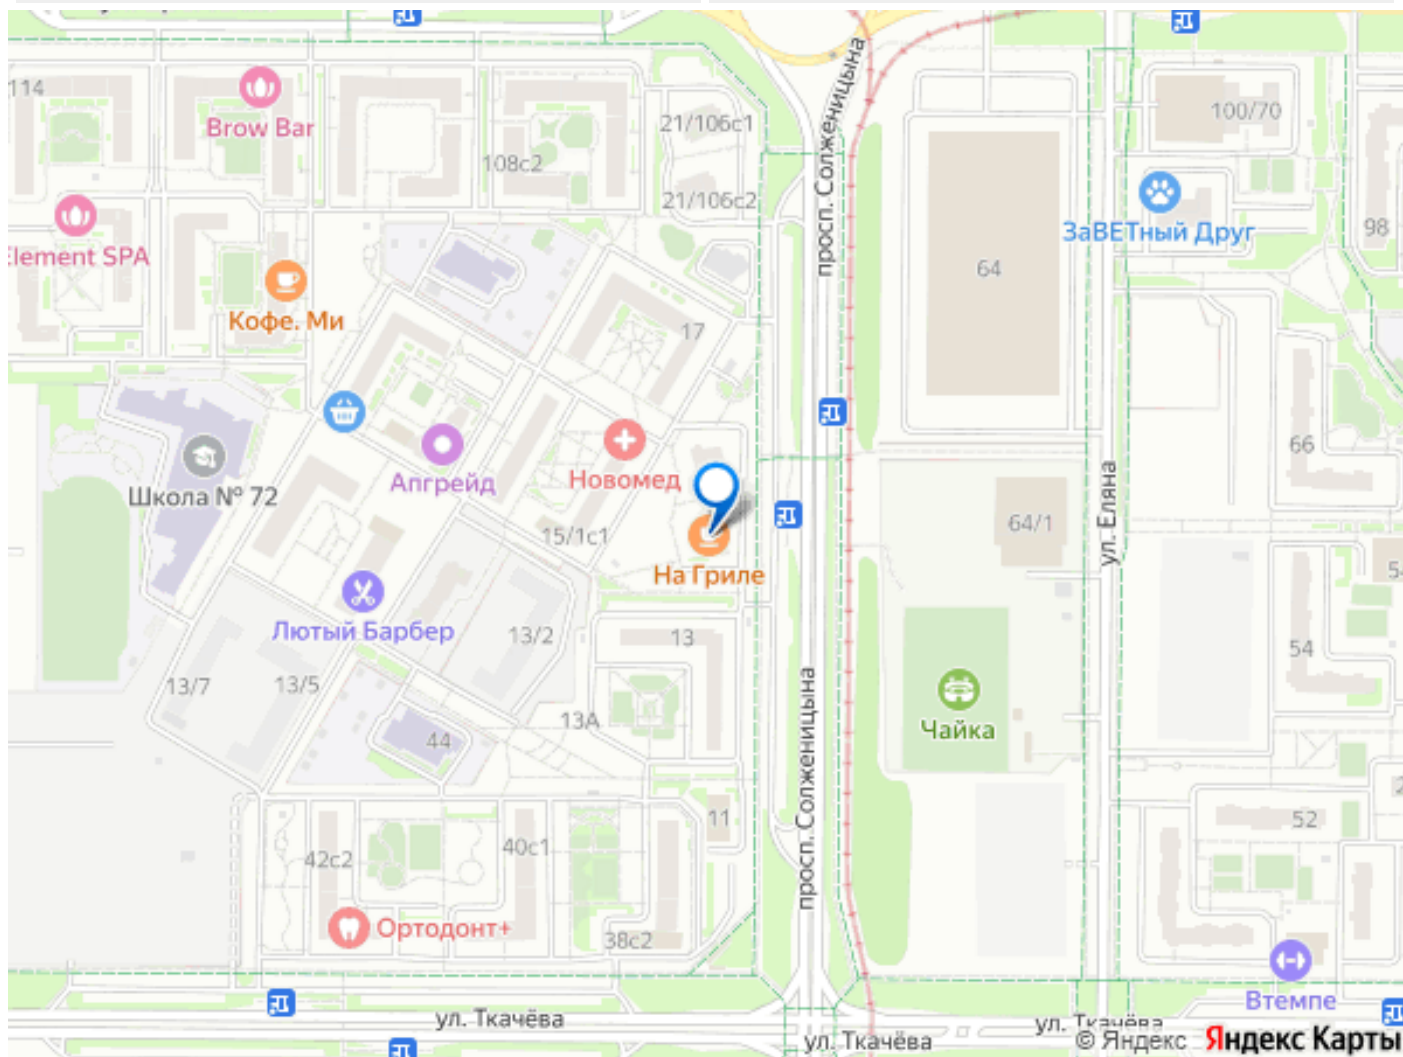 114
Brow Bar
108с2
21/106с1
21/106с2
просп. Солженицына
100/70
ЗаВЕТный Друг
98
64
Element SPA
Кофе. Ми
17
66
Апгрейд
Новомед
Школа № 72
15/1с1
64/1
ул. Еляна
На Гриле
Лютый Барбер
13/2
13
54
13/7
13/5
13А
44
Чайка
просп. Солженицына
11
52
42с2
40с1
Ортодонт+
38с2
Втемпе
ул. Ткачёва
ул. Ткачёва
ул. Ткачёва
© Яндекс Яндекс Карты